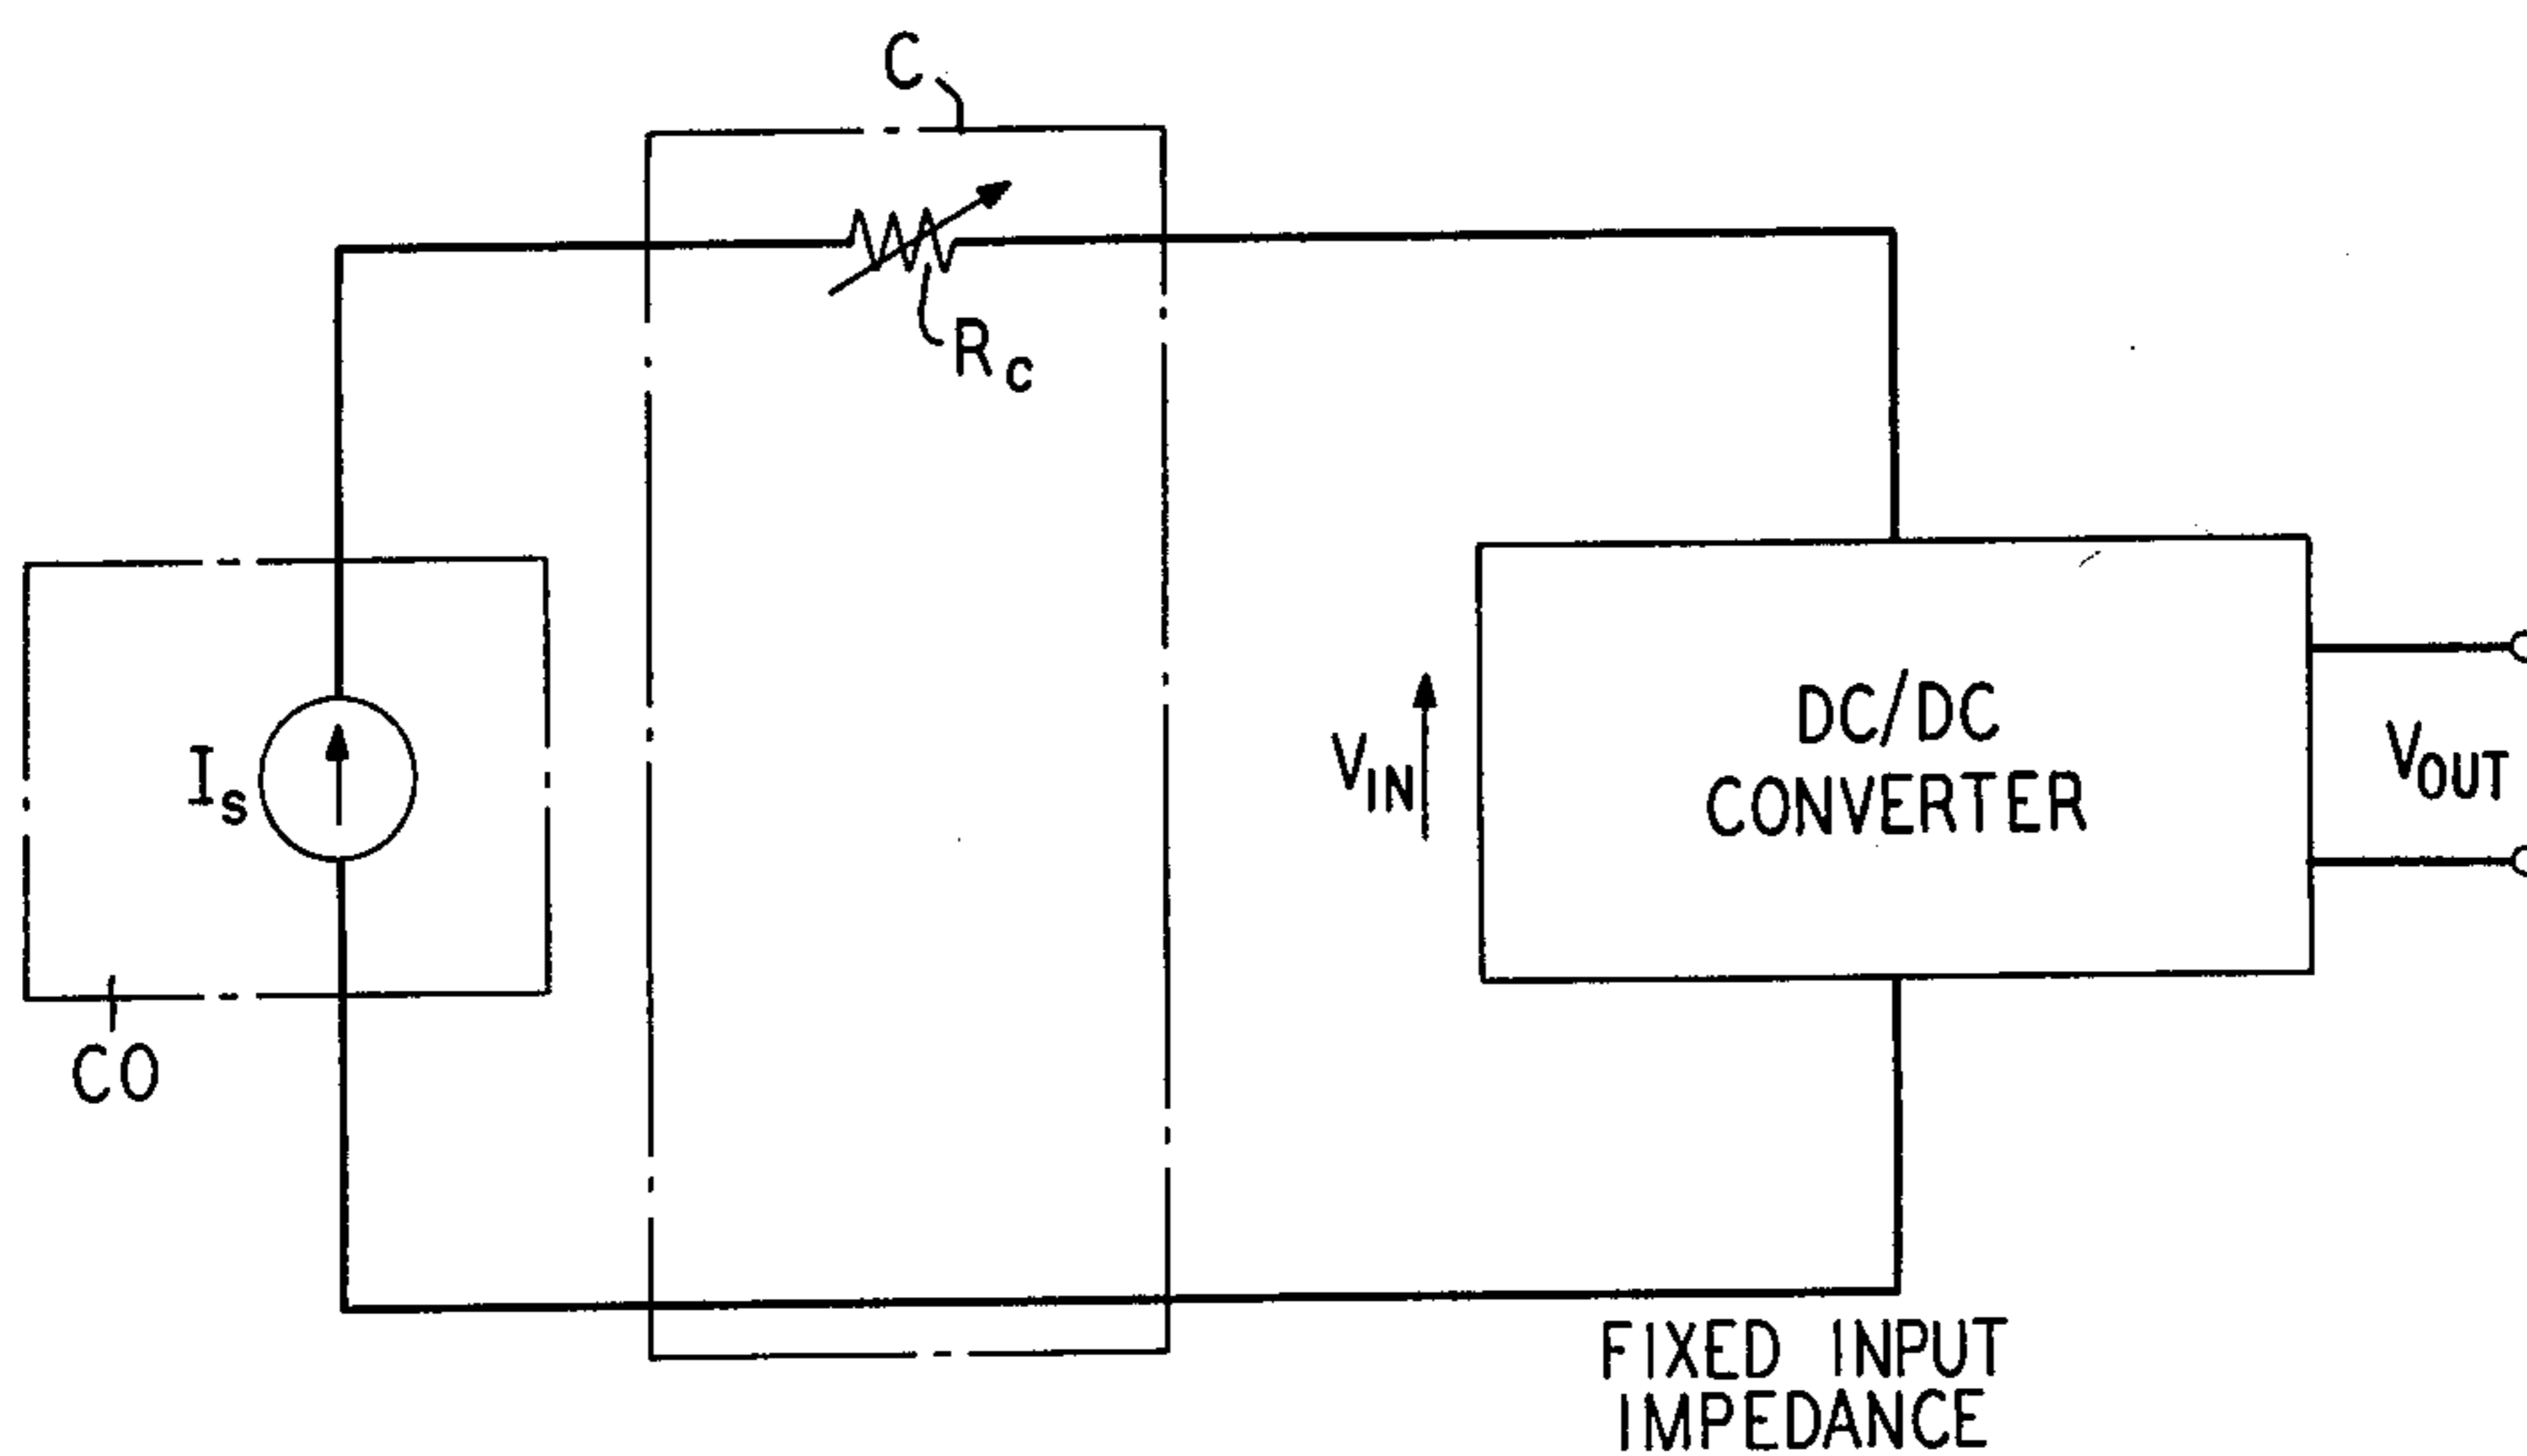 C
Rc
Is
CO
VIN
DC/DC
CONVERTER
VOUT
FIXED INPUT
IMPEDANCE